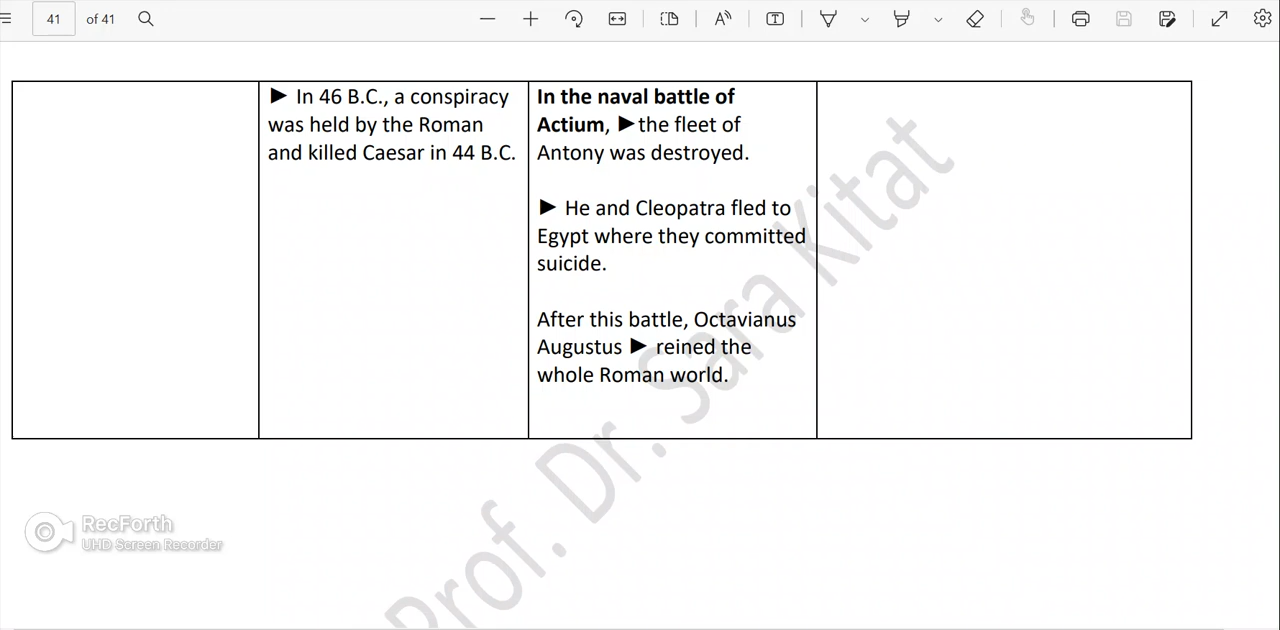 41 of 41
► In 46 B.C., a conspiracy
was held by the Roman
and killed Caesar in 44 B.C.
In the naval battle of
Actium, ►the fleet of
Antony was destroyed.
► He and Cleopatra fled to
Egypt where they committed
suicide.
After this battle, Octavianus
Augustus ► reined the
whole Roman world.
Prof. Dr. Sara Kitat
RecForth
UHD Screen Recorder